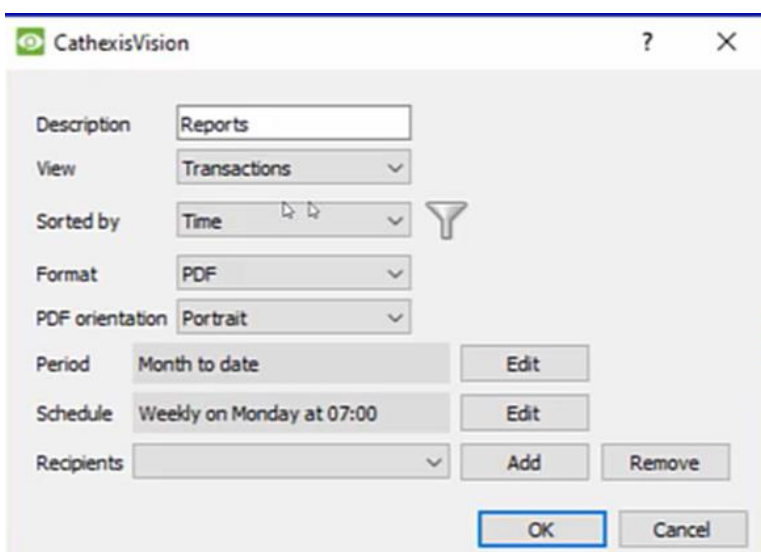 CathexisVision ? X
Description Reports
View Transactions
Sorted by Time
Format PDF
PDF orientation Portrait
Period Month to date Edit
Schedule Weekly on Monday at 07:00 Edit
Recipients Add Remove
OK Cancel